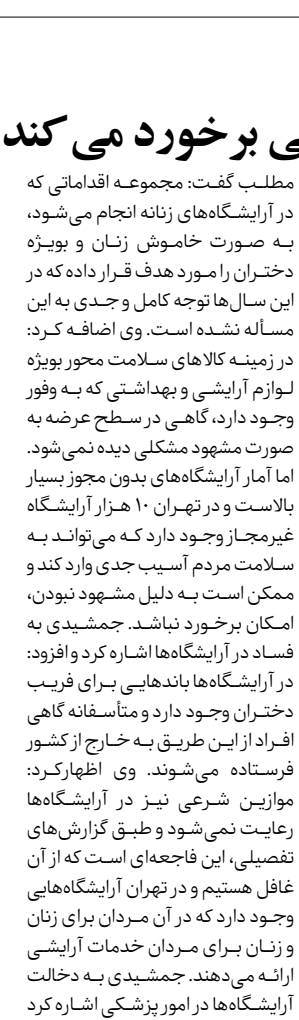 ی برخورد می‌کند
مطلب گفت: مجموعه اقداماتی که
در آرایشگاه‌های زنانه انجام می‌شود،
به صورت خاموش زنان و بویژه
دختران را مورد هدف قرار داده که در
این سال‌ها توجه کامل و جدی به این
مسأله نشده است. وی اضافه کرد:
در زمینه کالاهای سلامت محور بویژه
لوازم آرایشی و بهداشتی که به وفور
وجود دارد، گاهی در سطح عرضه به
صورت مشهود مشکلی دیده نمی‌شود.
اما آمار آرایشگاه‌های بدون مجوز بسیار
بالاست و در تهران ۱۰ هزار آرایشگاه
غیرمجاز وجود دارد که می‌تواند به
سلامت مردم آسیب جدی وارد کند و
ممکن است به دلیل مشهود نبودن،
امکان برخورد نباشد. جمشیدی به
فساد در آرایشگاه‌ها اشاره کرد و افزود:
در آرایشگاه‌ها باندهایی برای فریب
دختران وجود دارد و متأسفانه گاهی
افراد از این طریق به خارج از کشور
فرستاده می‌شوند. وی اظهارکرد:
موازین شرعی نیز در آرایشگاه‌ها
رعایت نمی‌شود و طبق گزارش‌های
تفصیلی، این فاجعه‌ای است که از آن
غافل هستیم و در تهران آرایشگاه‌هایی
وجود دارد که در آن مردان برای زنان
و زنان برای مردان خدمات آرایشی
ارائه می‌دهند. جمشیدی به دخالت
آرایشگاه‌ها در امور پزشکی اشاره کرد